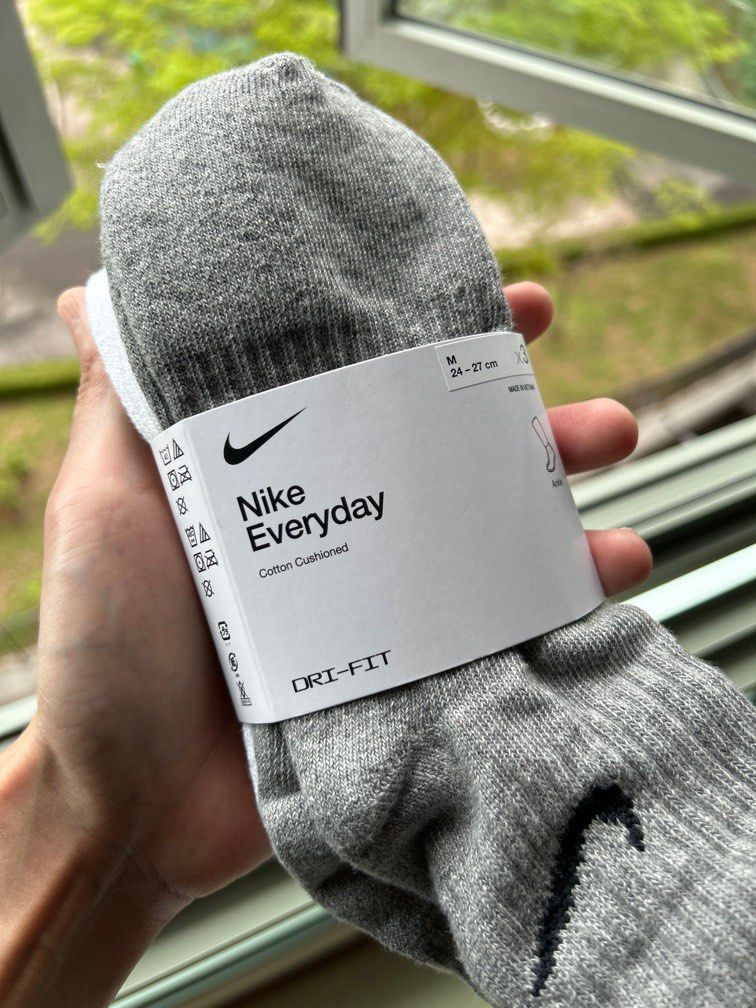 M
24 – 27 cm
x3
MADE IN VIETNAM
Nike
Everyday
Cotton Cushioned
Ankle
DRI-FIT